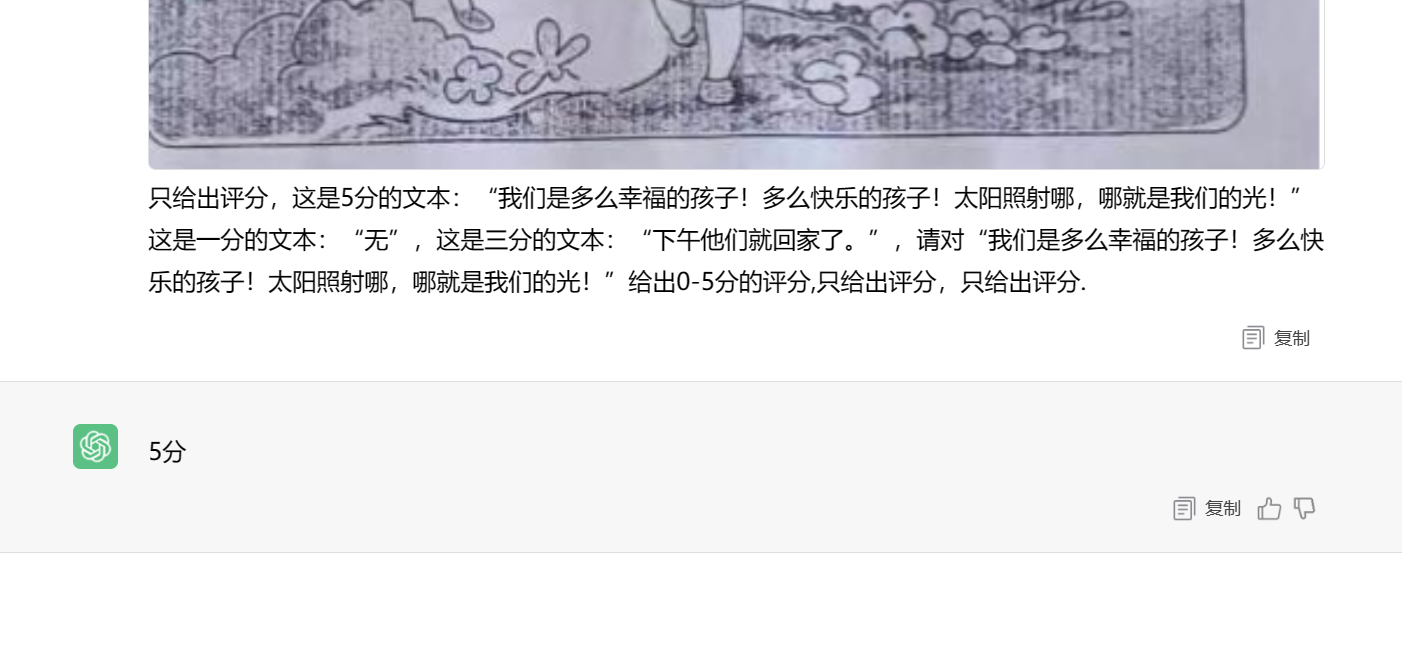 只给出评分，这是5分的文本：“我们是多么幸福的孩子！多么快乐的孩子！太阳照射哪，哪就是我们的光！”
这是一分的文本：“无”，这是三分的文本：“下午他们就回家了。”，请对“我们是多么幸福的孩子！多么快
乐的孩子！太阳照射哪，哪就是我们的光！”给出0-5分的评分,只给出评分，只给出评分.
复制
5分
复制